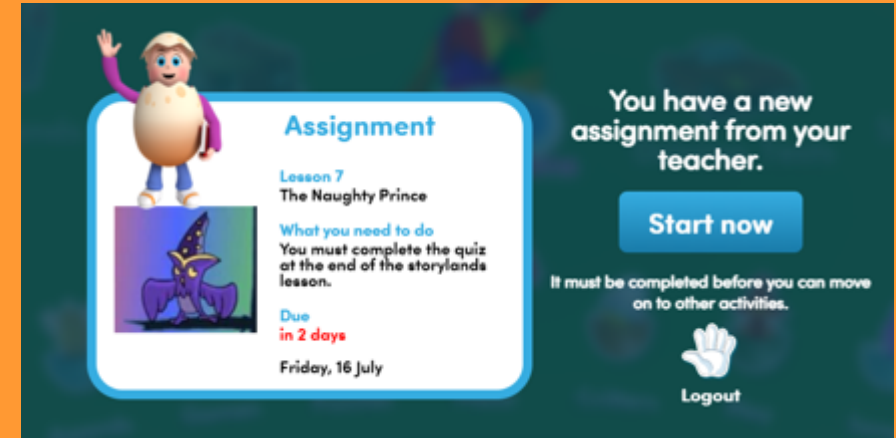 Assignment
Lesson 7
The Naughty Prince
What you need to do
You must complete the quiz
at the end of the storylands
lesson.
Due
in 2 days
Friday, 16 July
You have a new
assignment from your
teacher.
Start now
It must be completed before you can move
on to other activities.
Logout